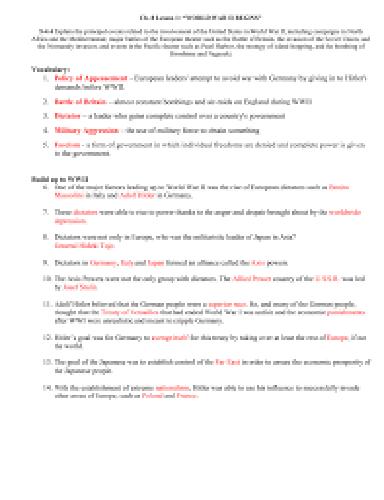 Ch. 8 Lesson 1: "WORLD WAR II BEGINS"
5-4.4 Explain the principal events related to the involvement of the United States in World War II, including campaigns in North
Africa and the Mediterranean; major battles of the European theater such as the Battle of Britain, the invasion of the Soviet Union, and
the Normandy invasion; and events in the Pacific theater such as Pearl Harbor, the strategy of island-hopping, and the bombing of
Hiroshima and Nagasaki.
Vocabulary:
1. Policy of Appeasement – European leaders' attempt to avoid war with Germany by giving in to Hitler's
demands before WWII.
2. Battle of Britain – almost constant bombings and air raids on England during WWII
3. Dictator – a leader who gains complete control over a country's government
4. Military Aggression – the use of military force to obtain something
5. Fascism - a form of government in which individual freedoms are denied and complete power is given
to the government.
Build up to WWII
6. One of the major factors leading up to World War II was the rise of European dictators such as Benito
Mussolini in Italy and Adolf Hitler in Germany.
7. These dictators were able to rise to power thanks to the anger and despair brought about by the worldwide
depression.
8. Dictators were not only in Europe, who was the militaristic leader of Japan in Asia?
General Hideki Tojo
9. Dictators in Germany, Italy and Japan formed an alliance called the Axis powers.
10. The Axis Powers were not the only group with dictators. The Allied Power country of the U.S.S.R. was led
by Josef Stalin.
11. Adolf Hitler believed that the German people were a superior race. He, and many of the German people,
thought that the Treaty of Versailles that had ended World War I was unfair and the economic punishments
after WWI were unrealistic and meant to cripple Germany.
12. Hitler's goal was for Germany to for this treaty by taking over at least the rest of Europe, if not
the world.
13. The goal of the Japanese was to establish control of the Far East in order to ensure the economic prosperity of
the Japanese people.
14. With the establishment of extreme nationalism, Hitler was able to use his influence to successfully invade
other areas of Europe, such as Poland and France.